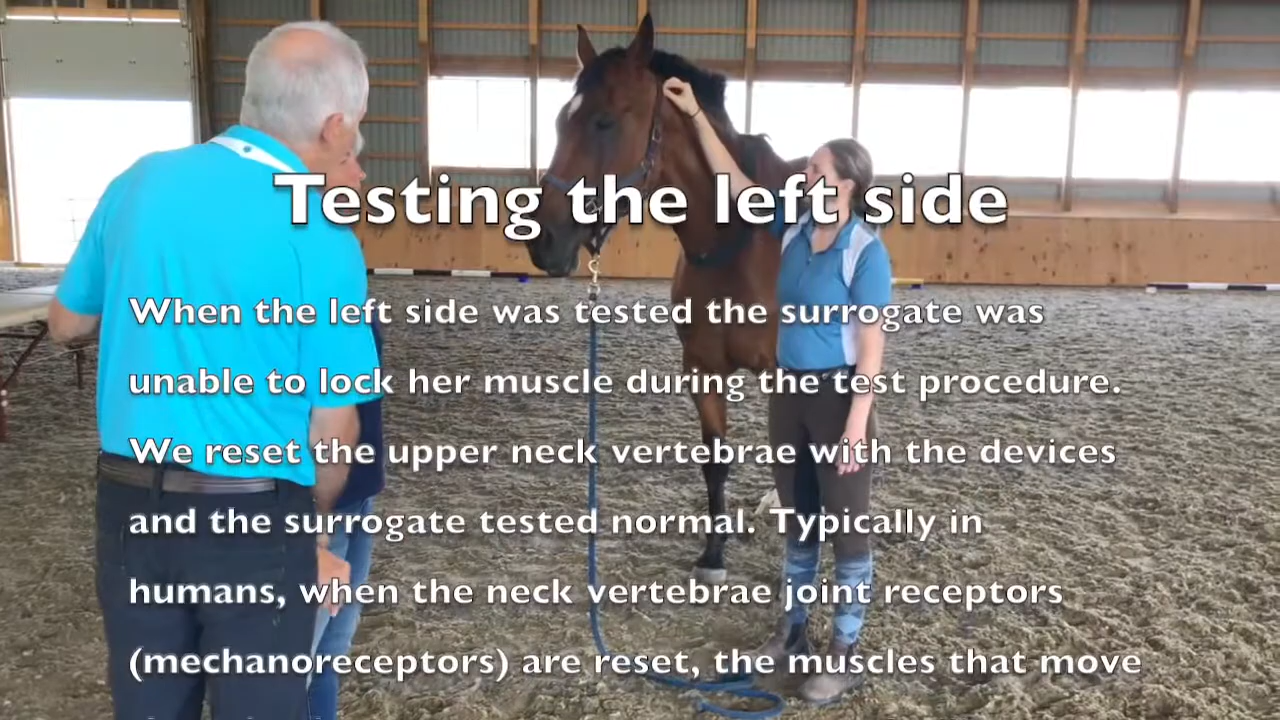 Testing the left side
When the left side was tested the surrogate was
unable to lock her muscle during the test procedure.
We reset the upper neck vertebrae with the devices
and the surrogate tested normal. Typically in
humans, when the neck vertebrae joint receptors
(mechanoreceptors) are reset, the muscles that move